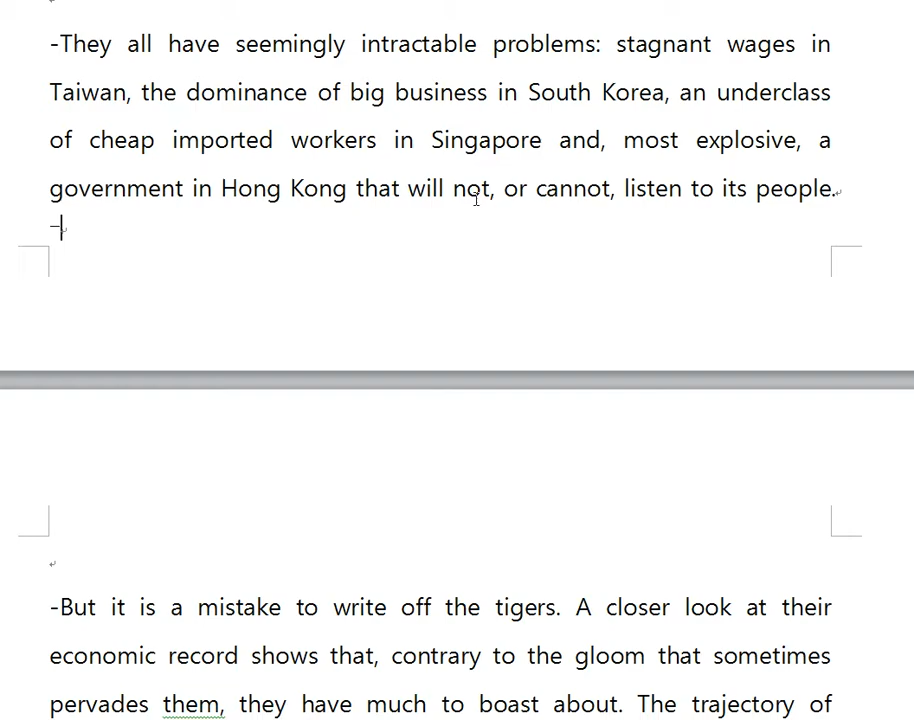 -They all have seemingly intractable problems: stagnant wages in
Taiwan, the dominance of big business in South Korea, an underclass
of cheap imported workers in Singapore and, most explosive, a
government in Hong Kong that will not, or cannot, listen to its people.
-
-But it is a mistake to write off the tigers. A closer look at their
economic record shows that, contrary to the gloom that sometimes
pervades them, they have much to boast about. The trajectory of